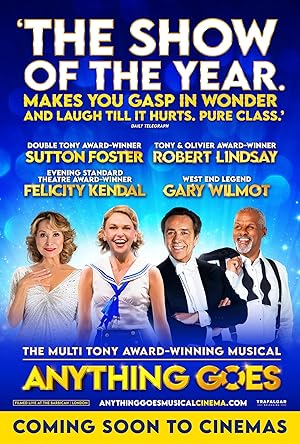 'THE SHOW
OF THE YEAR.
MAKES YOU GASP IN WONDER
AND LAUGH TILL IT HURTS. PURE CLASS.'
DAILY TELEGRAPH
DOUBLE TONY AWARD-WINNER
SUTTON FOSTER
TONY & OLIVIER AWARD-WINNER
ROBERT LINDSAY
EVENING STANDARD
THEATRE AWARD-WINNER
FELICITY KENDAL
WEST END LEGEND
GARY WILMOT
THE MULTI TONY AWARD-WINNING MUSICAL
ANYTHING GOES
FILMED LIVE AT THE BARBICAN | LONDON
ANYTHINGGOESMUSICALCINEMA.COM
TRAFALGAR
COMING SOON TO CINEMAS